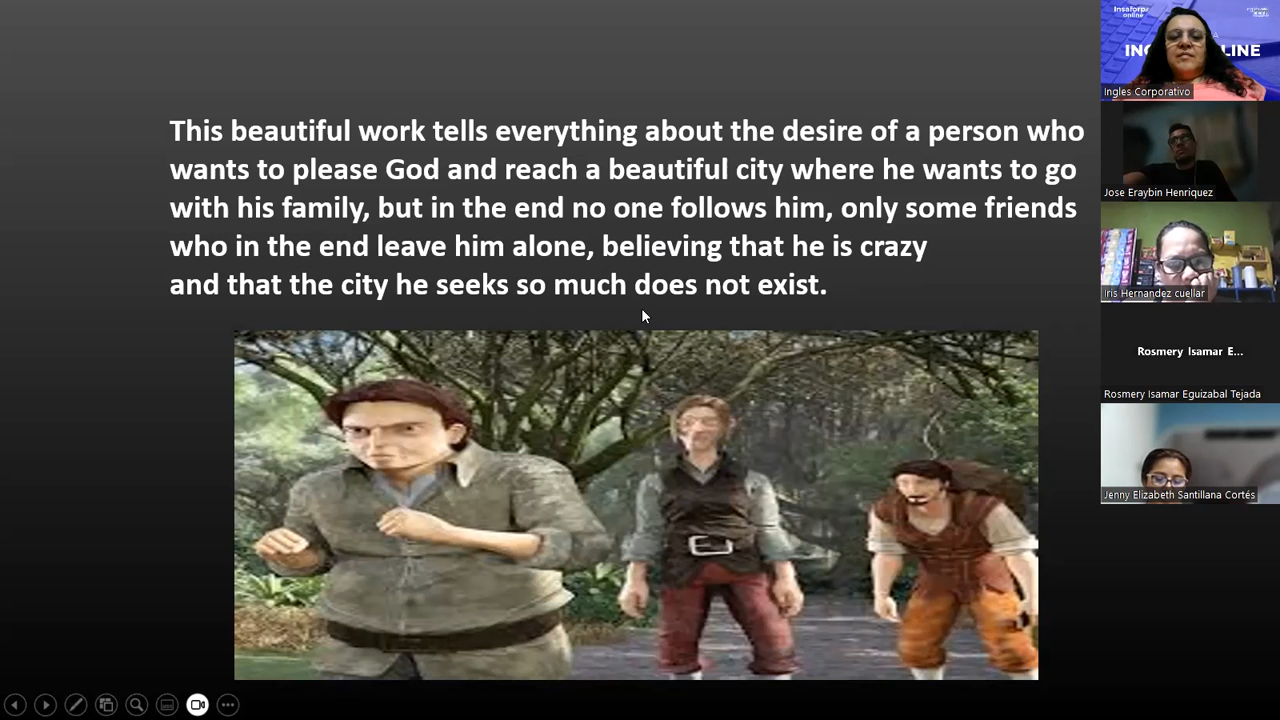 This beautiful work tells everything about the desire of a person who
wants to please God and reach a beautiful city where he wants to go
with his family, but in the end no one follows him, only some friends
who in the end leave him alone, believing that he is crazy
and that the city he seeks so much does not exist.
Insaforp
online
Ingles Corporativo
Jose Eraybin Henriquez
Iris Hernandez cuellar
Rosmery Isamar E...
Rosmery Isamar Eguizabal Tejada
Jenny Elizabeth Santillana Cortés